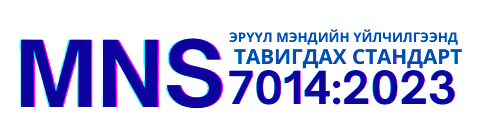 MNS
ЭРҮҮЛ МЭНДИЙН ҮЙЛЧИЛГЭЭНД
ТАВИГДАХ СТАНДАРТ
7014:2023